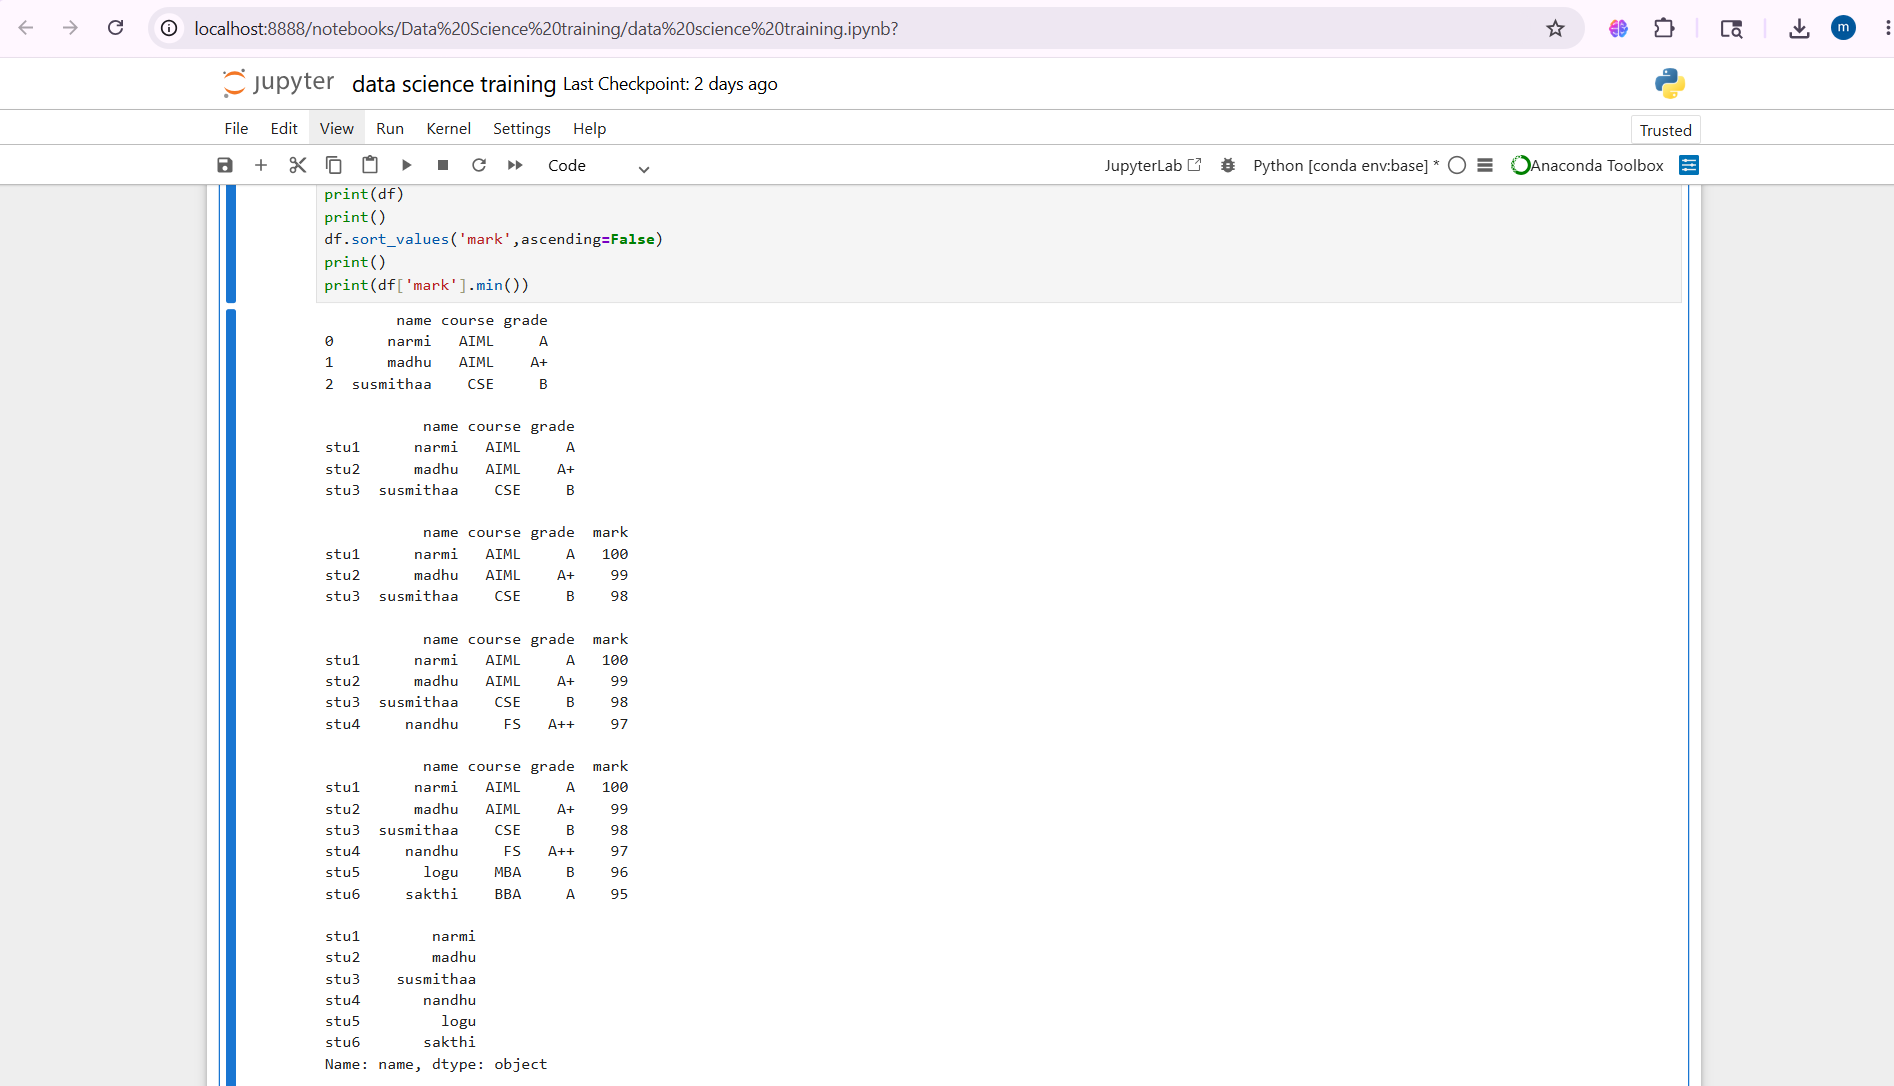 localhost:8888/notebooks/Data%20Science%20training/data%20science%20training.ipynb?
m
jupyter data science training Last Checkpoint: 2 days ago
File Edit View Run Kernel Settings Help
Trusted
Code
JupyterLab
Python [conda env:base] *
Anaconda Toolbox
print(df)
print()
df.sort_values('mark',ascending=False)
print()
print(df['mark'].min())
        name course grade
0      narmi   AIML     A
1      madhu   AIML    A+
2  susmithaa    CSE     B
           name course grade
stu1      narmi   AIML     A
stu2      madhu   AIML    A+
stu3  susmithaa    CSE     B
           name course grade  mark
stu1      narmi   AIML     A   100
stu2      madhu   AIML    A+    99
stu3  susmithaa    CSE     B    98
           name course grade  mark
stu1      narmi   AIML     A   100
stu2      madhu   AIML    A+    99
stu3  susmithaa    CSE     B    98
stu4     nandhu     FS   A++    97
           name course grade  mark
stu1      narmi   AIML     A   100
stu2      madhu   AIML    A+    99
stu3  susmithaa    CSE     B    98
stu4     nandhu     FS   A++    97
stu5       logu    MBA     B    96
stu6     sakthi    BBA     A    95
stu1        narmi
stu2        madhu
stu3    susmithaa
stu4       nandhu
stu5         logu
stu6       sakthi
Name: name, dtype: object